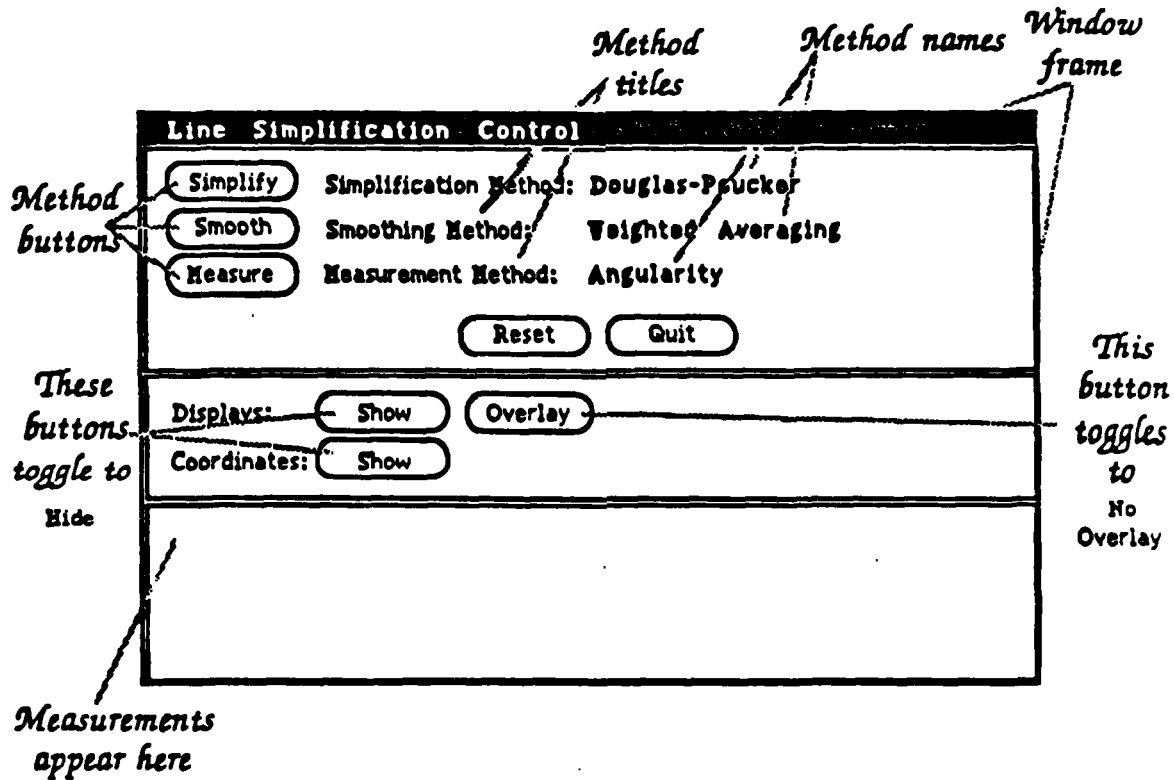 Method titles
Method names
Window frame
Line Simplification Control
Method buttons
Simplify
Simplification Method: Douglas-Peucker
Smooth
Smoothing Method: Weighted Averaging
Measure
Measurement Method: Angularity
Reset
Quit
These buttons toggle to
Hide
Displays: Show Overlay
Coordinates: Show
This button toggles to
No Overlay
Measurements appear here